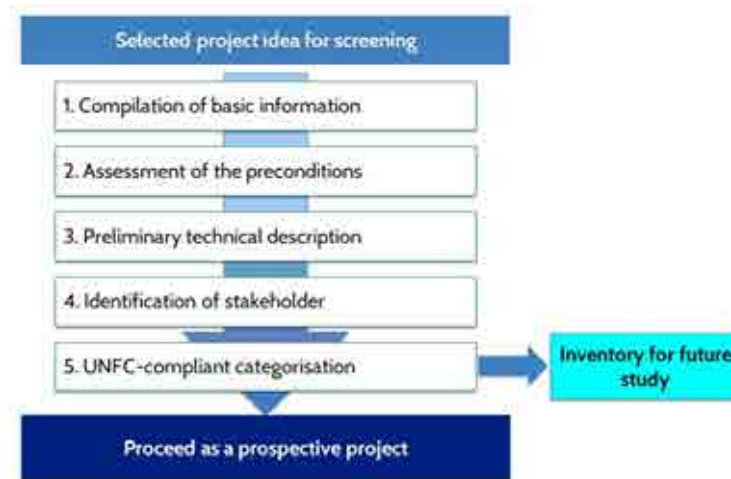 Selected project idea for screening
1. Compilation of basic information
2. Assessment of the preconditions
3. Preliminary technical description
4. Identification of stakeholder
5. UNFC-compliant categorisation
Inventory for future
study
Proceed as a prospective project